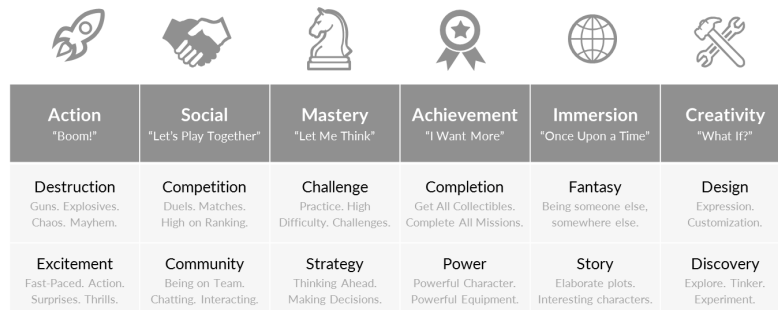 Action
"Boom!"
Social
"Let's Play Together"
Mastery
"Let Me Think"
Achievement
"I Want More"
Immersion
"Once Upon a Time"
Creativity
"What If?"
Destruction
Guns. Explosives.
Chaos. Mayhem.
Competition
Duels. Matches.
High on Ranking.
Challenge
Practice. High
Difficulty. Challenges.
Completion
Get All Collectibles.
Complete All Missions.
Fantasy
Being someone else,
somewhere else.
Design
Expression.
Customization.
Excitement
Fast-Paced. Action.
Surprises. Thrills.
Community
Being on Team.
Chatting. Interacting.
Strategy
Thinking Ahead.
Making Decisions.
Power
Powerful Character.
Powerful Equipment.
Story
Elaborate plots.
Interesting characters.
Discovery
Explore. Tinker.
Experiment.